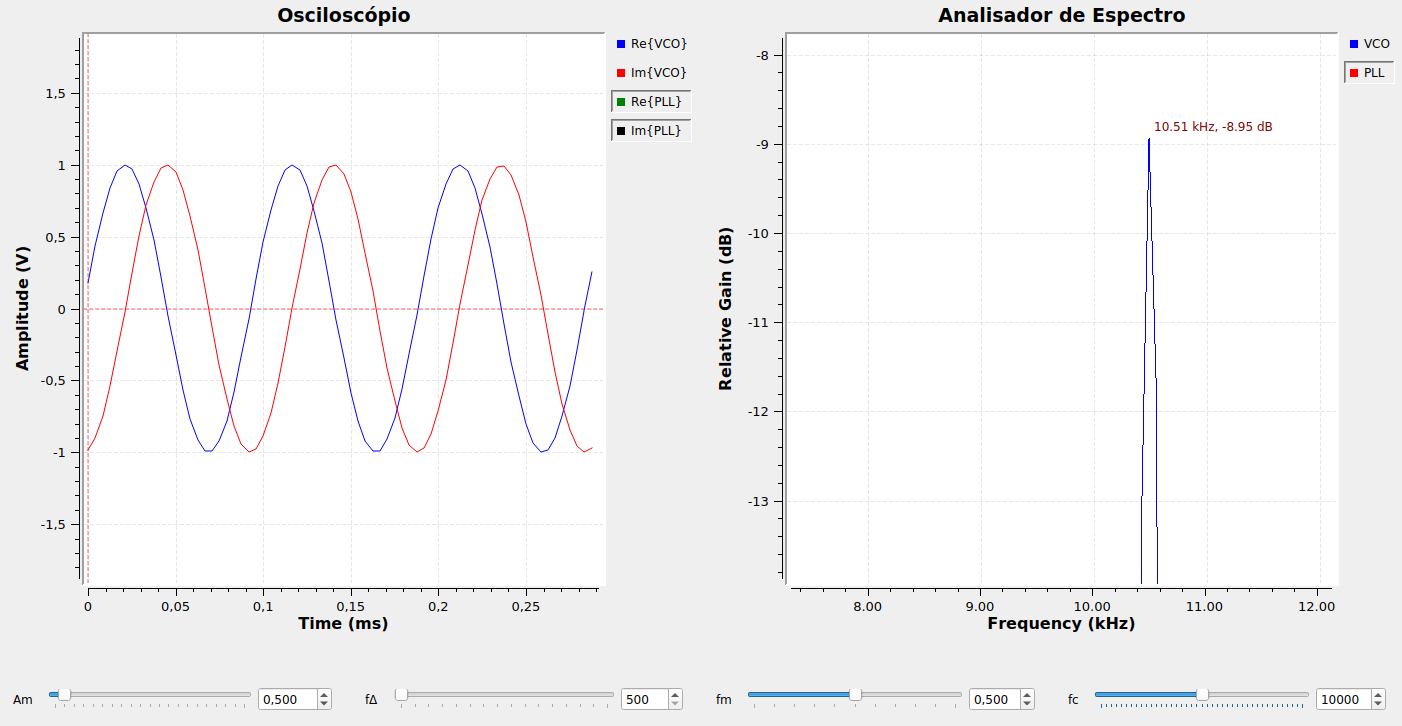 Osciloscópio
Re{VCO}
Im{VCO}
Re{PLL}
Im{PLL}
Amplitude (V)
1,5
1
0,5
0
-0,5
-1
-1,5
0 0,05 0,1 0,15 0,2 0,25
Time (ms)
Analisador de Espectro
VCO
PLL
10.51 kHz, -8.95 dB
Relative Gain (dB)
-8
-9
-10
-11
-12
-13
8.00 9.00 10.00 11.00 12.00
Frequency (kHz)
Am 0,500 fΔ 500 fm 0,500 fc 10000